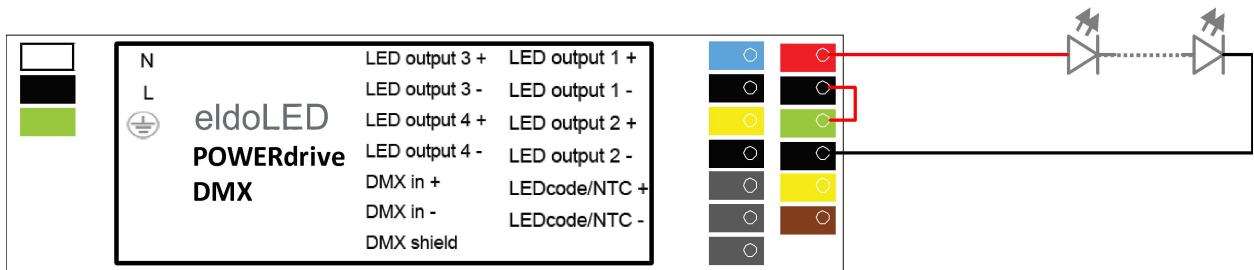 N
L
eldoLED
POWERdrive
DMX
LED output 3 +
LED output 3 -
LED output 4 +
LED output 4 -
DMX in +
DMX in -
DMX shield
LED output 1 +
LED output 1 -
LED output 2 +
LED output 2 -
LEDcode/NTC +
LEDcode/NTC -